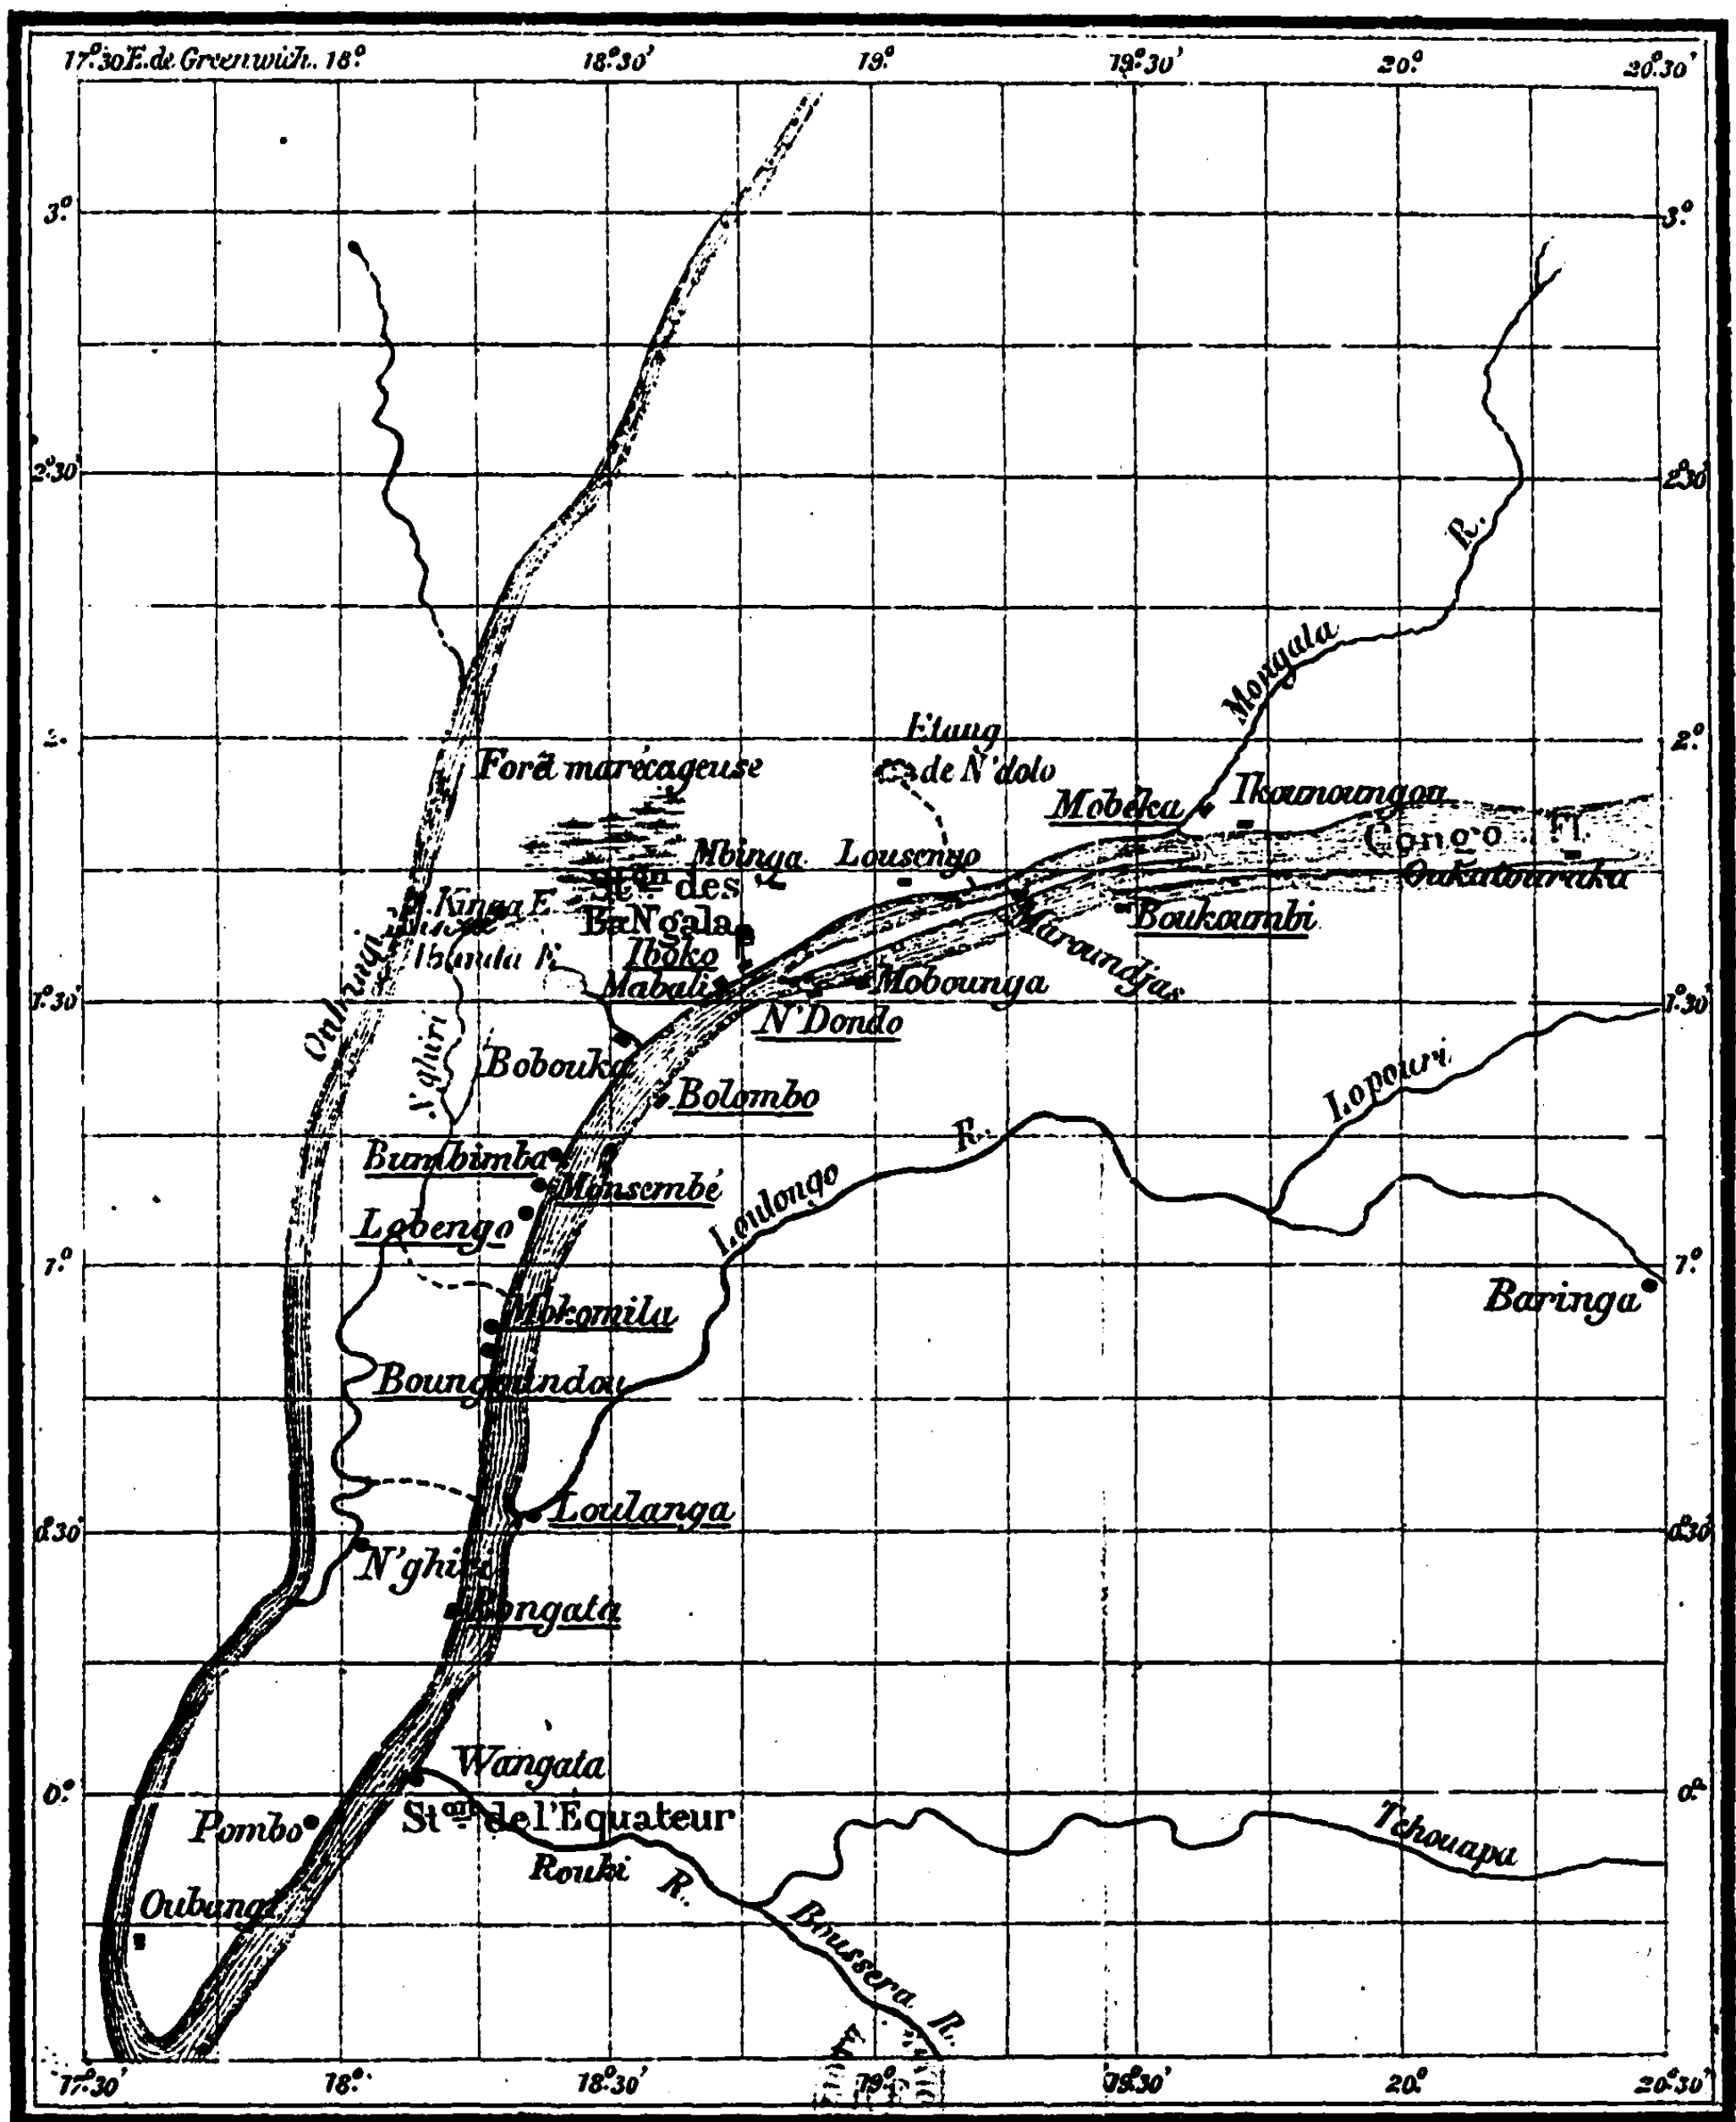 17°30' E. de Greenwich. 18° 18°30' 19° 19°30' 20° 20°30'
3° 3°
2°30' 2°30'
R.
Mongala
2° 2°
Etang
de N'dolo
Forêt marécageuse
Mobeka
Ikounoungou
Congo Fl.
Mbinga
Lousengo
Oukatouraka
Ston des
BaN'gala
Kinga E
Ibanda
Boukoumbi
Iboko
Maroundjas
Mabali
Mobounga
Oubangi
1°30' 1°30'
N'Dondo
N'ghiri
Bobouka
Lopouri
Bolombo
R.
Bumbimba
Monsembé
Loulongo
Lobengo
1° 1°
Baringa
Mokomila
Boungoundou
Loulanga
0°30' 0°30'
N'ghiri
Bongata
Wangata
0° 0°
Ston de l'Équateur
Pombo
Tchouapa
Rouki R.
Oubangi
Boussera R.
17°30' 18° 18°30' 19° 19°30' 20° 20°30'